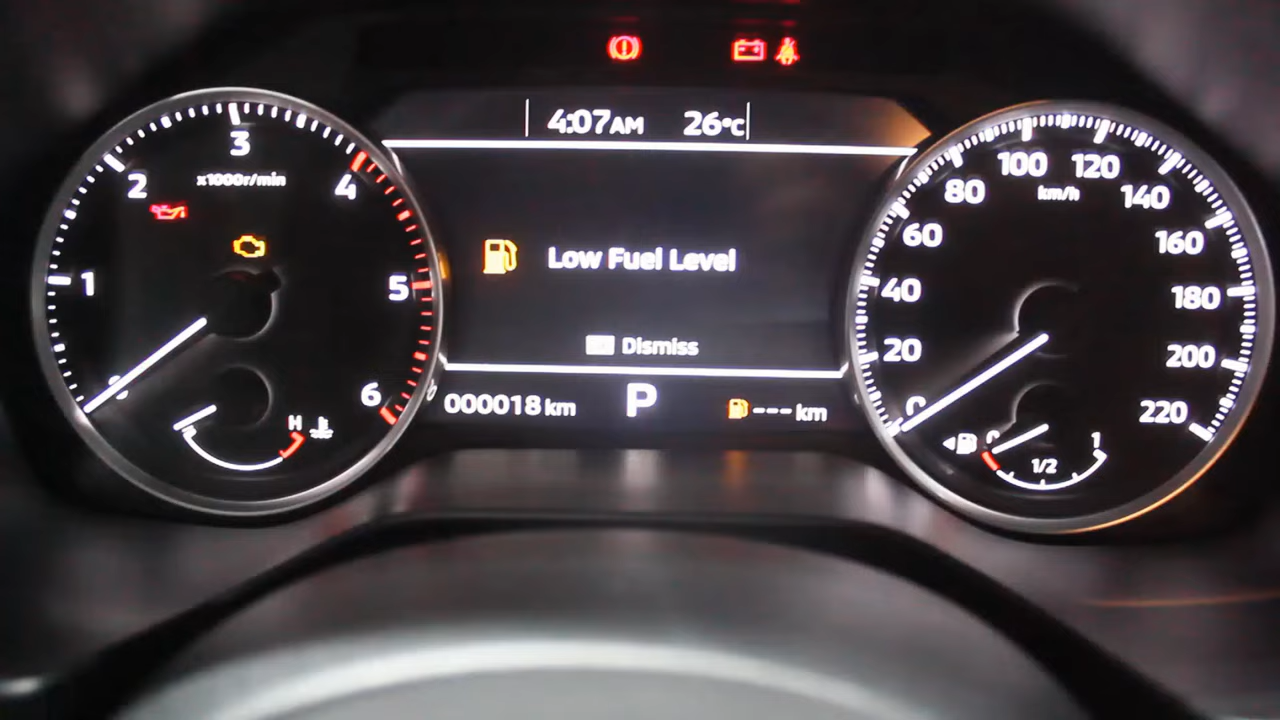 4:07AM 26°C
3
x1000r/min
2
4
1
5
6
0
H
Low Fuel Level
Dismiss
000018 km
P
--- km
100
120
80
km/h
140
60
160
40
180
20
200
0
220
0
1/2
1